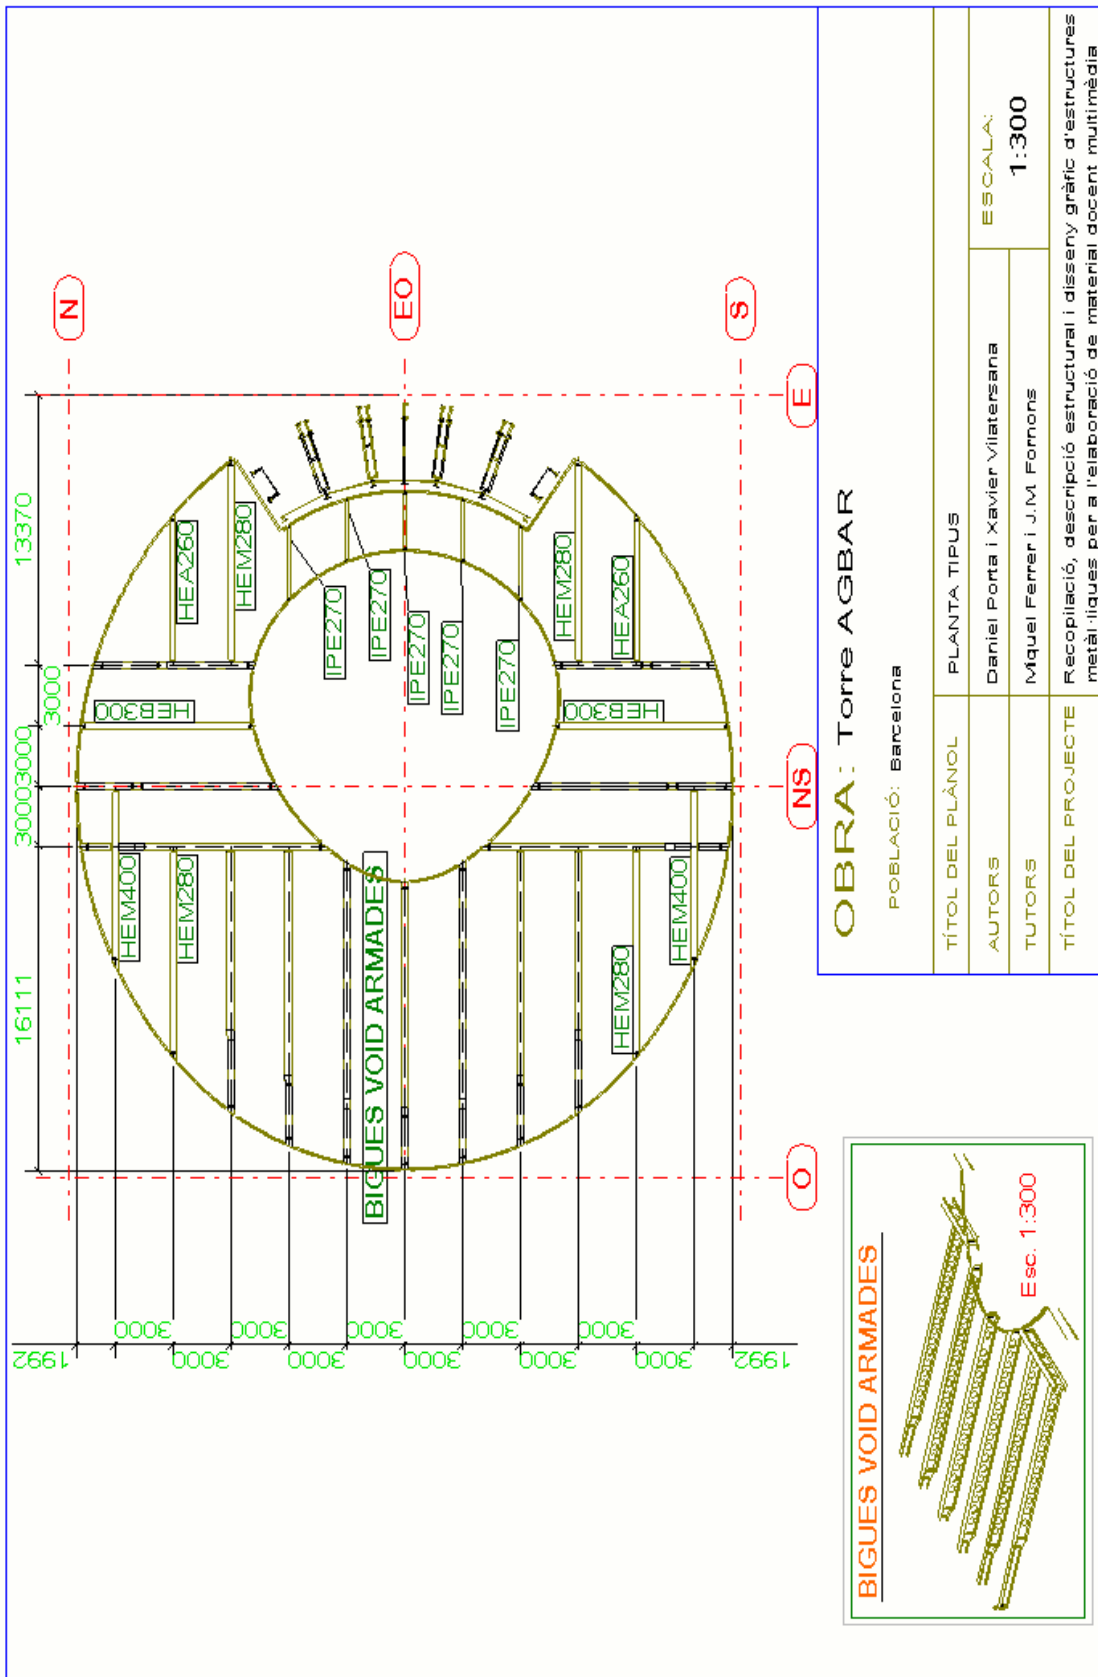 N
EO
S
E
NS
O
13370
3000
3000
3000
16111
HEA260
HEM280
IPE270
IPE270
IPE270
IPE270
IPE270
HEM280
HEA260
HEB300
HEB300
HEM400
HEM280
BIGUES VOID ARMADES
HEM280
HEM400
1992
3000
3000
3000
3000
3000
3000
3000
3000
3000
3000
1992
OBRA: Torre AGBAR
POBLACIÓ: Barcelona
TÍTOL DEL PLÀNOL PLANTA TIPUS
AUTORS Daniel Porta i Xavier Vilatersana
ESCALA:
1:300
TUTORS Miquel Ferrer i J.M. Fornons
TÍTOL DEL PROJECTE Recopilació, descripció estructural i disseny gràfic d'estructures
metàl·liques per a l'elaboració de material docent multimèdia
BIGUES VOID ARMADES
Esc. 1:300